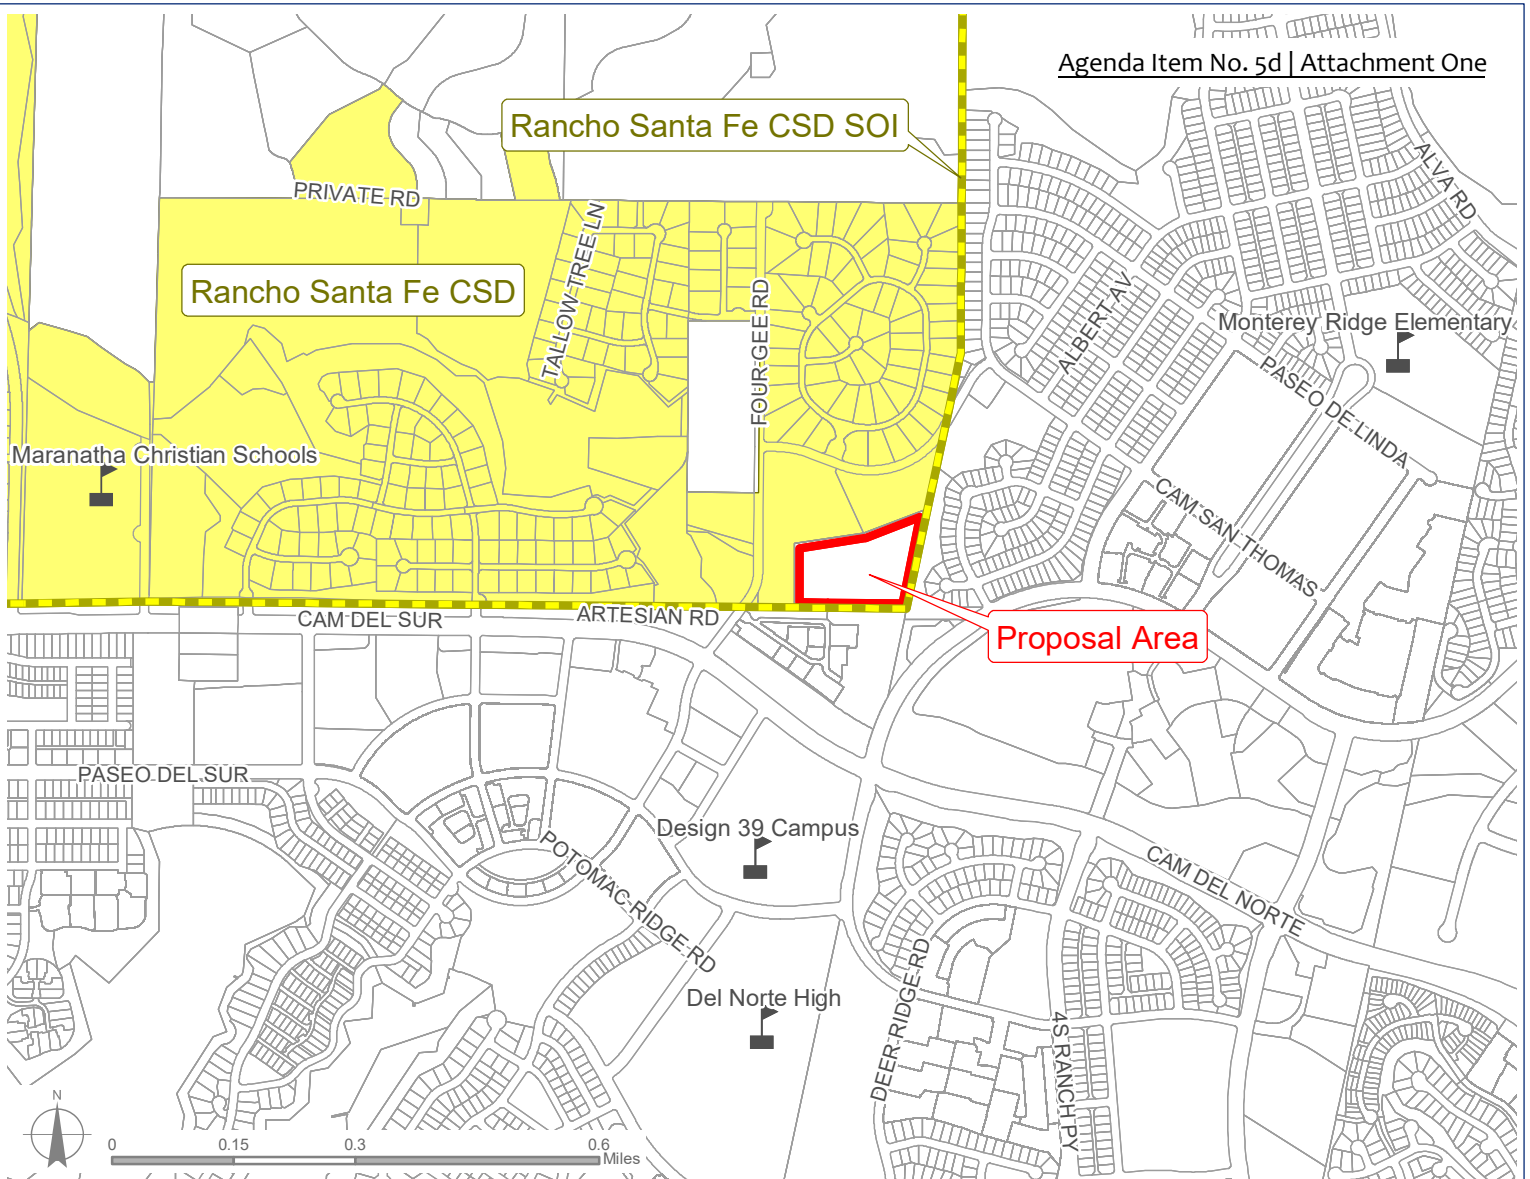 Agenda Item No. 5d | Attachment One
Rancho Santa Fe CSD SOI
ALVA RD
PRIVATE RD
TALLOW TREE LN
Rancho Santa Fe CSD
FOUR GEE RD
ALBERT AV
Monterey Ridge Elementary
PASEO DE LINDA
Maranatha Christian Schools
CAM SAN THOMAS
CAM DEL SUR
ARTESIAN RD
Proposal Area
PASEO DEL SUR
Design 39 Campus
POTOMAC RIDGE RD
CAM DEL NORTE
DEER RIDGE RD
Del Norte High
4S RANCH PY
N
0 0.15 0.3 0.6
Miles